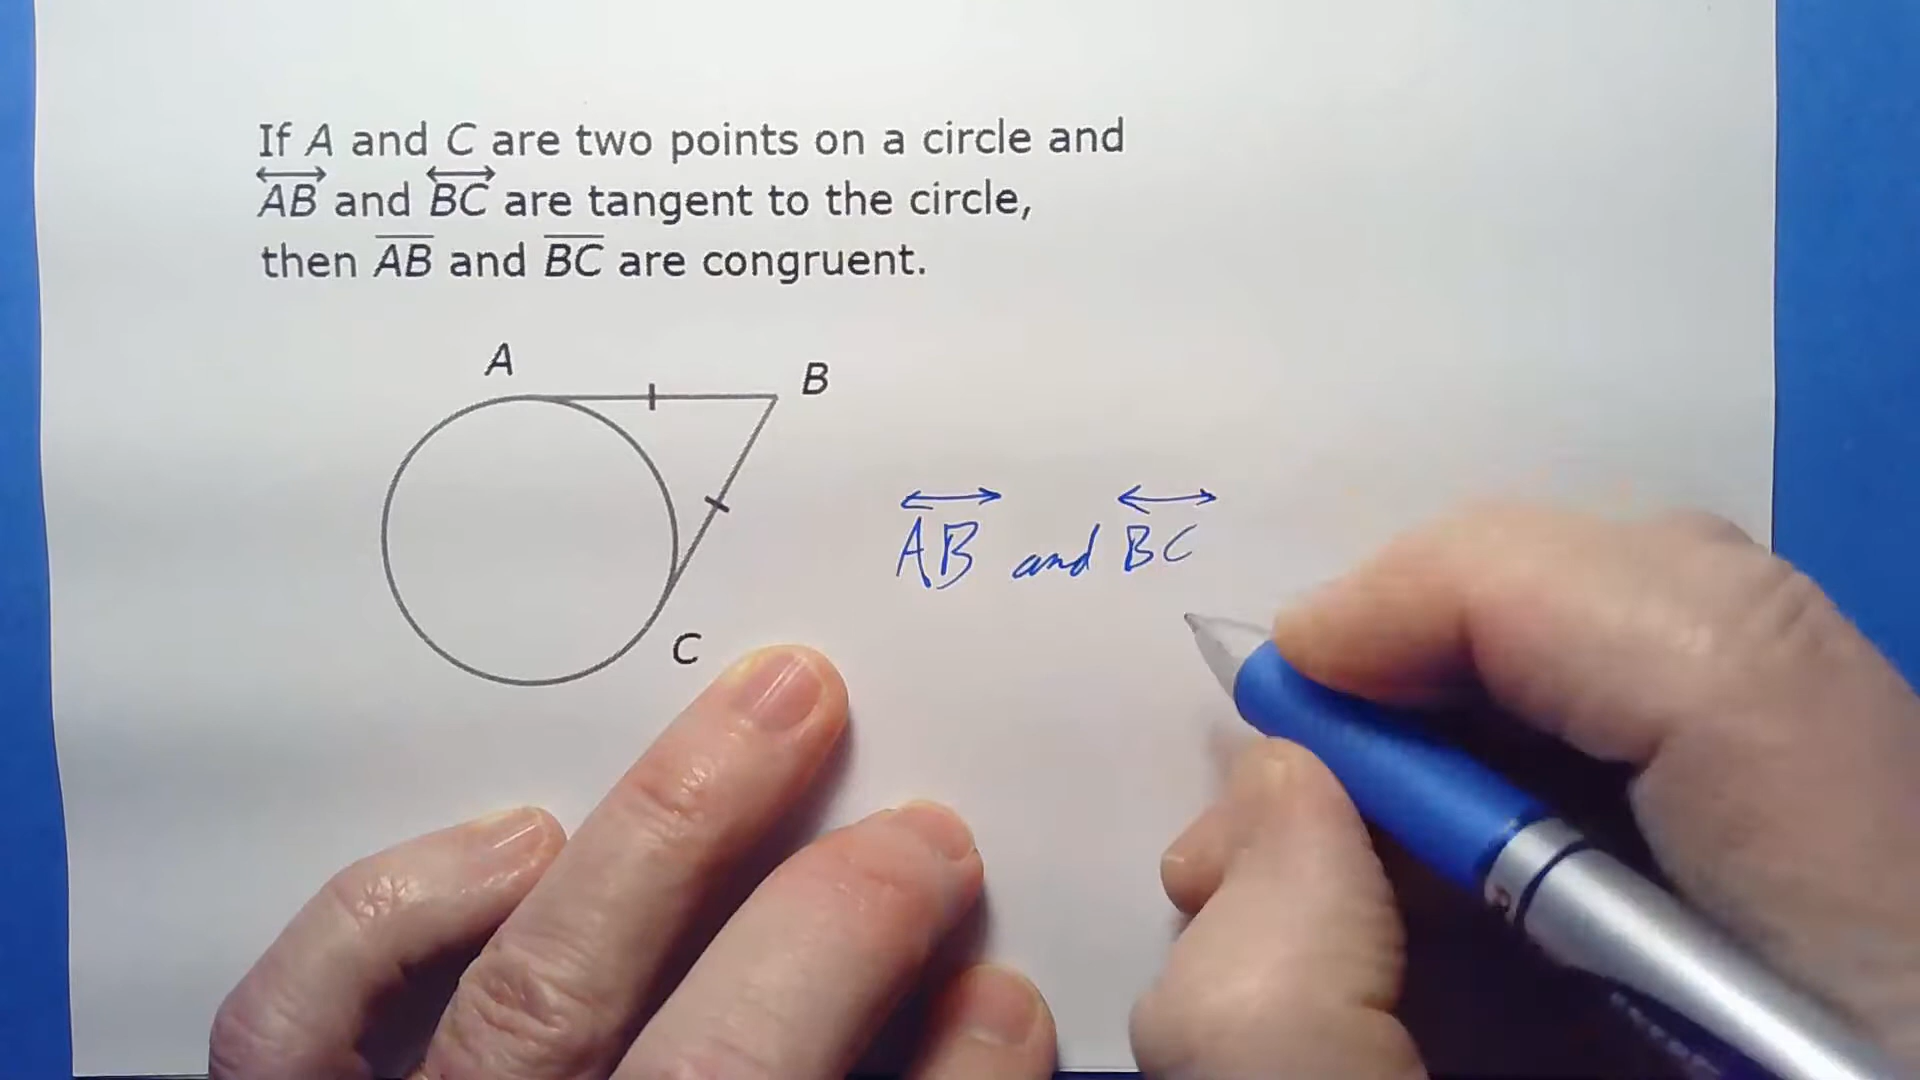 If A and C are two points on a circle and
AB and BC are tangent to the circle,
then AB and BC are congruent.
A
B
AB and BC
C